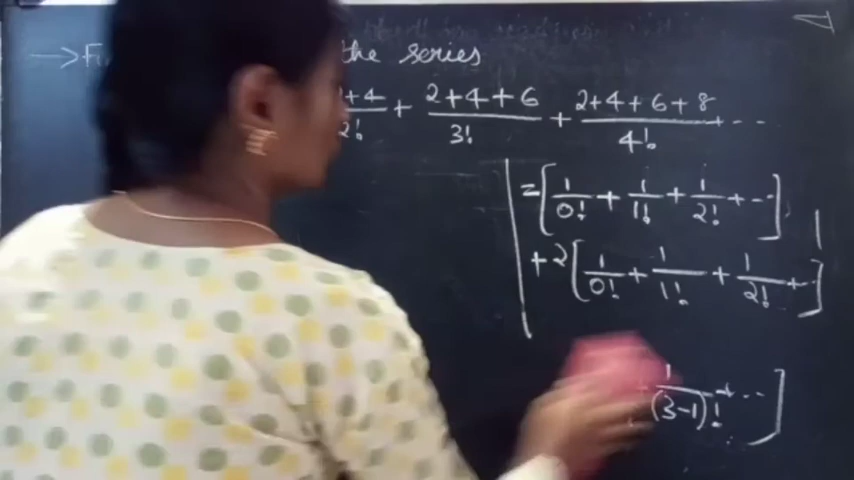 → Fi the series
+4/2! + 2+4+6/3! + 2+4+6+8/4! + ...
= [1/0! + 1/1! + 1/2! + ...]
+ 2 [1/0! + 1/1! + 1/2! + ...]
1/(3-1)! + ...]